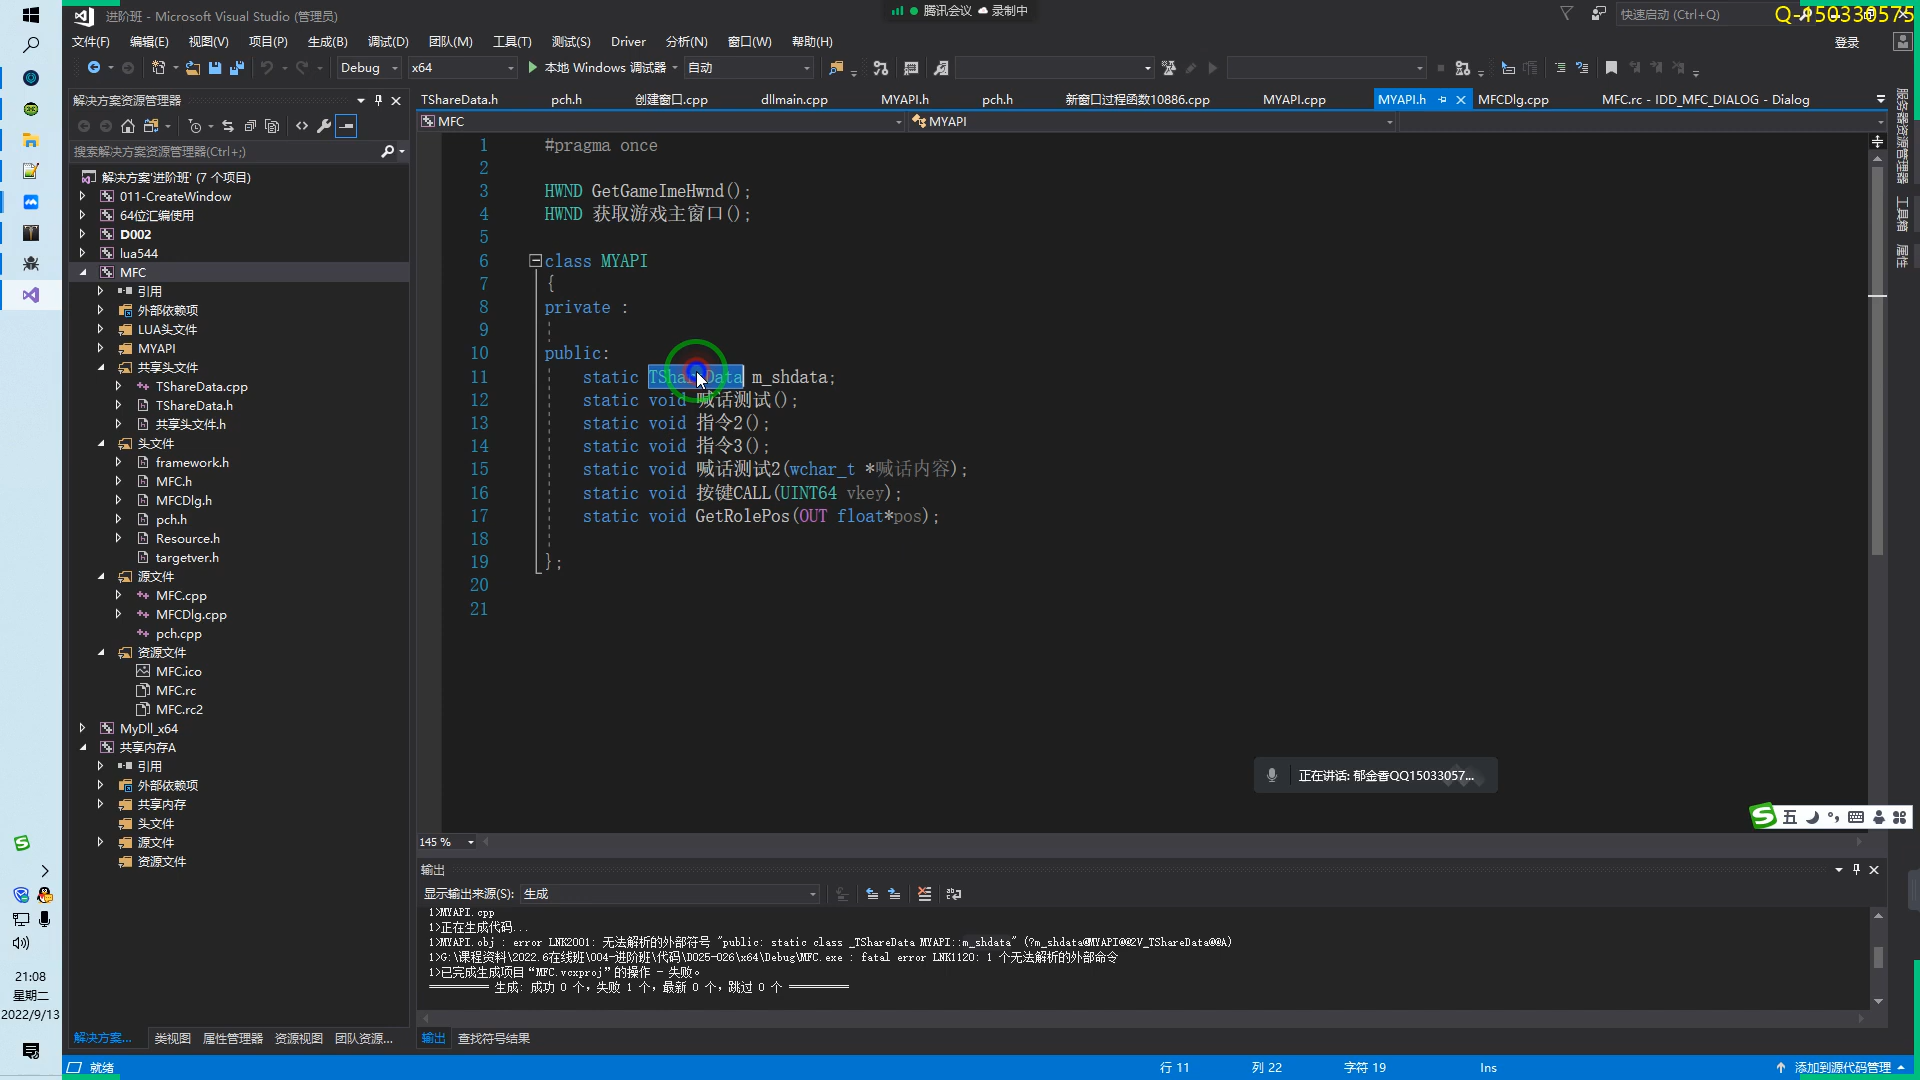 进阶班 - Microsoft Visual Studio (管理员)
腾讯会议 录制中
快速启动 (Ctrl+Q)
文件(F) 编辑(E) 视图(V) 项目(P) 生成(B) 调试(D) 团队(M) 工具(T) 测试(S) Driver 分析(N) 窗口(W) 帮助(H)
登录
Debug x64 本地 Windows 调试器 自动
解决方案资源管理器
TShareData.h pch.h 创建窗口.cpp dllmain.cpp MYAPI.h pch.h 新窗口过程函数10886.cpp MYAPI.cpp MYAPI.h MFCDlg.cpp MFC.rc - IDD_MFC_DIALOG - Dialog
MFC MYAPI
搜索解决方案资源管理器(Ctrl+;)
解决方案'进阶班' (7 个项目)
011-CreateWindow
64位汇编使用
D002
lua544
MFC
引用
外部依赖项
LUA头文件
MYAPI
共享头文件
TShareData.cpp
TShareData.h
共享头文件.h
头文件
framework.h
MFC.h
MFCDlg.h
pch.h
Resource.h
targetver.h
源文件
MFC.cpp
MFCDlg.cpp
pch.cpp
资源文件
MFC.ico
MFC.rc
MFC.rc2
MyDll_x64
共享内存A
引用
外部依赖项
共享内存
头文件
源文件
资源文件
解决方案... 类视图 属性管理器 资源视图 团队资源...
1 #pragma once
2
3 HWND GetGameImeHwnd();
4 HWND 获取游戏主窗口();
5
6 class MYAPI
7 {
8 private :
9
10 public:
11 static TShareData m_shdata;
12 static void 喊话测试();
13 static void 指令2();
14 static void 指令3();
15 static void 喊话测试2(wchar_t *喊话内容);
16 static void 按键CALL(UINT64 vkey);
17 static void GetRolePos(OUT float*pos);
18
19 };
20
21
服务器资源管理器
工具箱
属性
正在讲话: 郁金香QQ15033057...
五
145 %
输出
显示输出来源(S): 生成
1>MYAPI.cpp
1>正在生成代码...
1>MYAPI.obj : error LNK2001: 无法解析的外部符号 "public: static class _TShareData MYAPI::m_shdata" (?m_shdata@MYAPI@@2V_TShareData@@A)
1>G:\课程资料\2022.6在线班\004-进阶班\代码\D025-026\x64\Debug\MFC.exe : fatal error LNK1120: 1 个无法解析的外部命令
1>已完成生成项目“MFC.vcxproj”的操作 - 失败。
========== 生成: 成功 0 个，失败 1 个，最新 0 个，跳过 0 个 ==========
输出 查找符号结果
21:08
星期二
2022/9/13
就绪 行 11 列 22 字符 19 Ins 添加到源代码管理